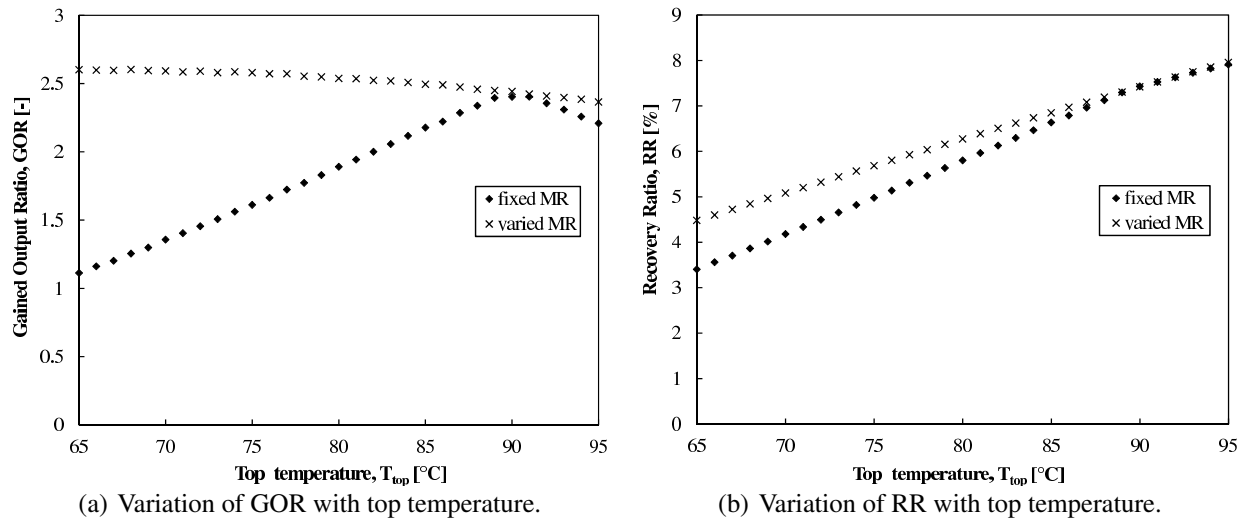 3
2.5
2
1.5
1
0.5
0
65 70 75 80 85 90 95
Gained Output Ratio, GOR [-]
Top temperature, T_top [°C]
fixed MR
varied MR
(a) Variation of GOR with top temperature.
9
8
7
6
5
4
3
2
1
0
65 70 75 80 85 90 95
Recovery Ratio, RR [%]
Top temperature, T_top [°C]
fixed MR
varied MR
(b) Variation of RR with top temperature.